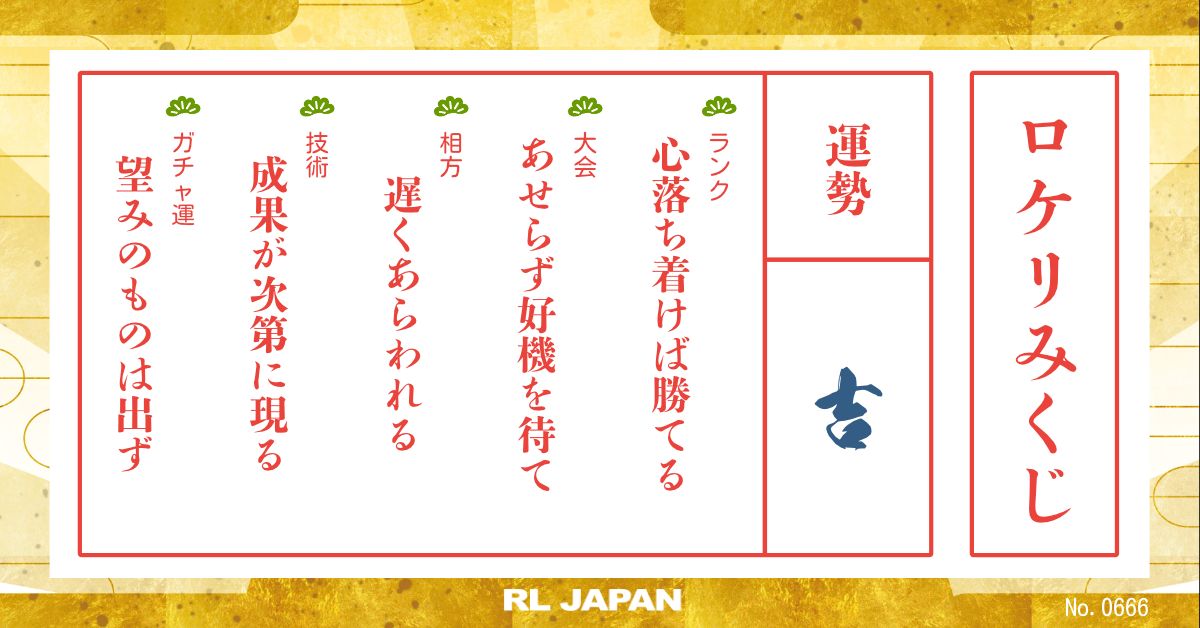 ロケリみくじ
運勢
吉
ランク
心落ち着けば勝てる
大会
あせらず好機を待て
相方
遅くあらわれる
技術
成果が次第に現る
ガチャ運
望みのものは出ず
RL JAPAN
No. 0666